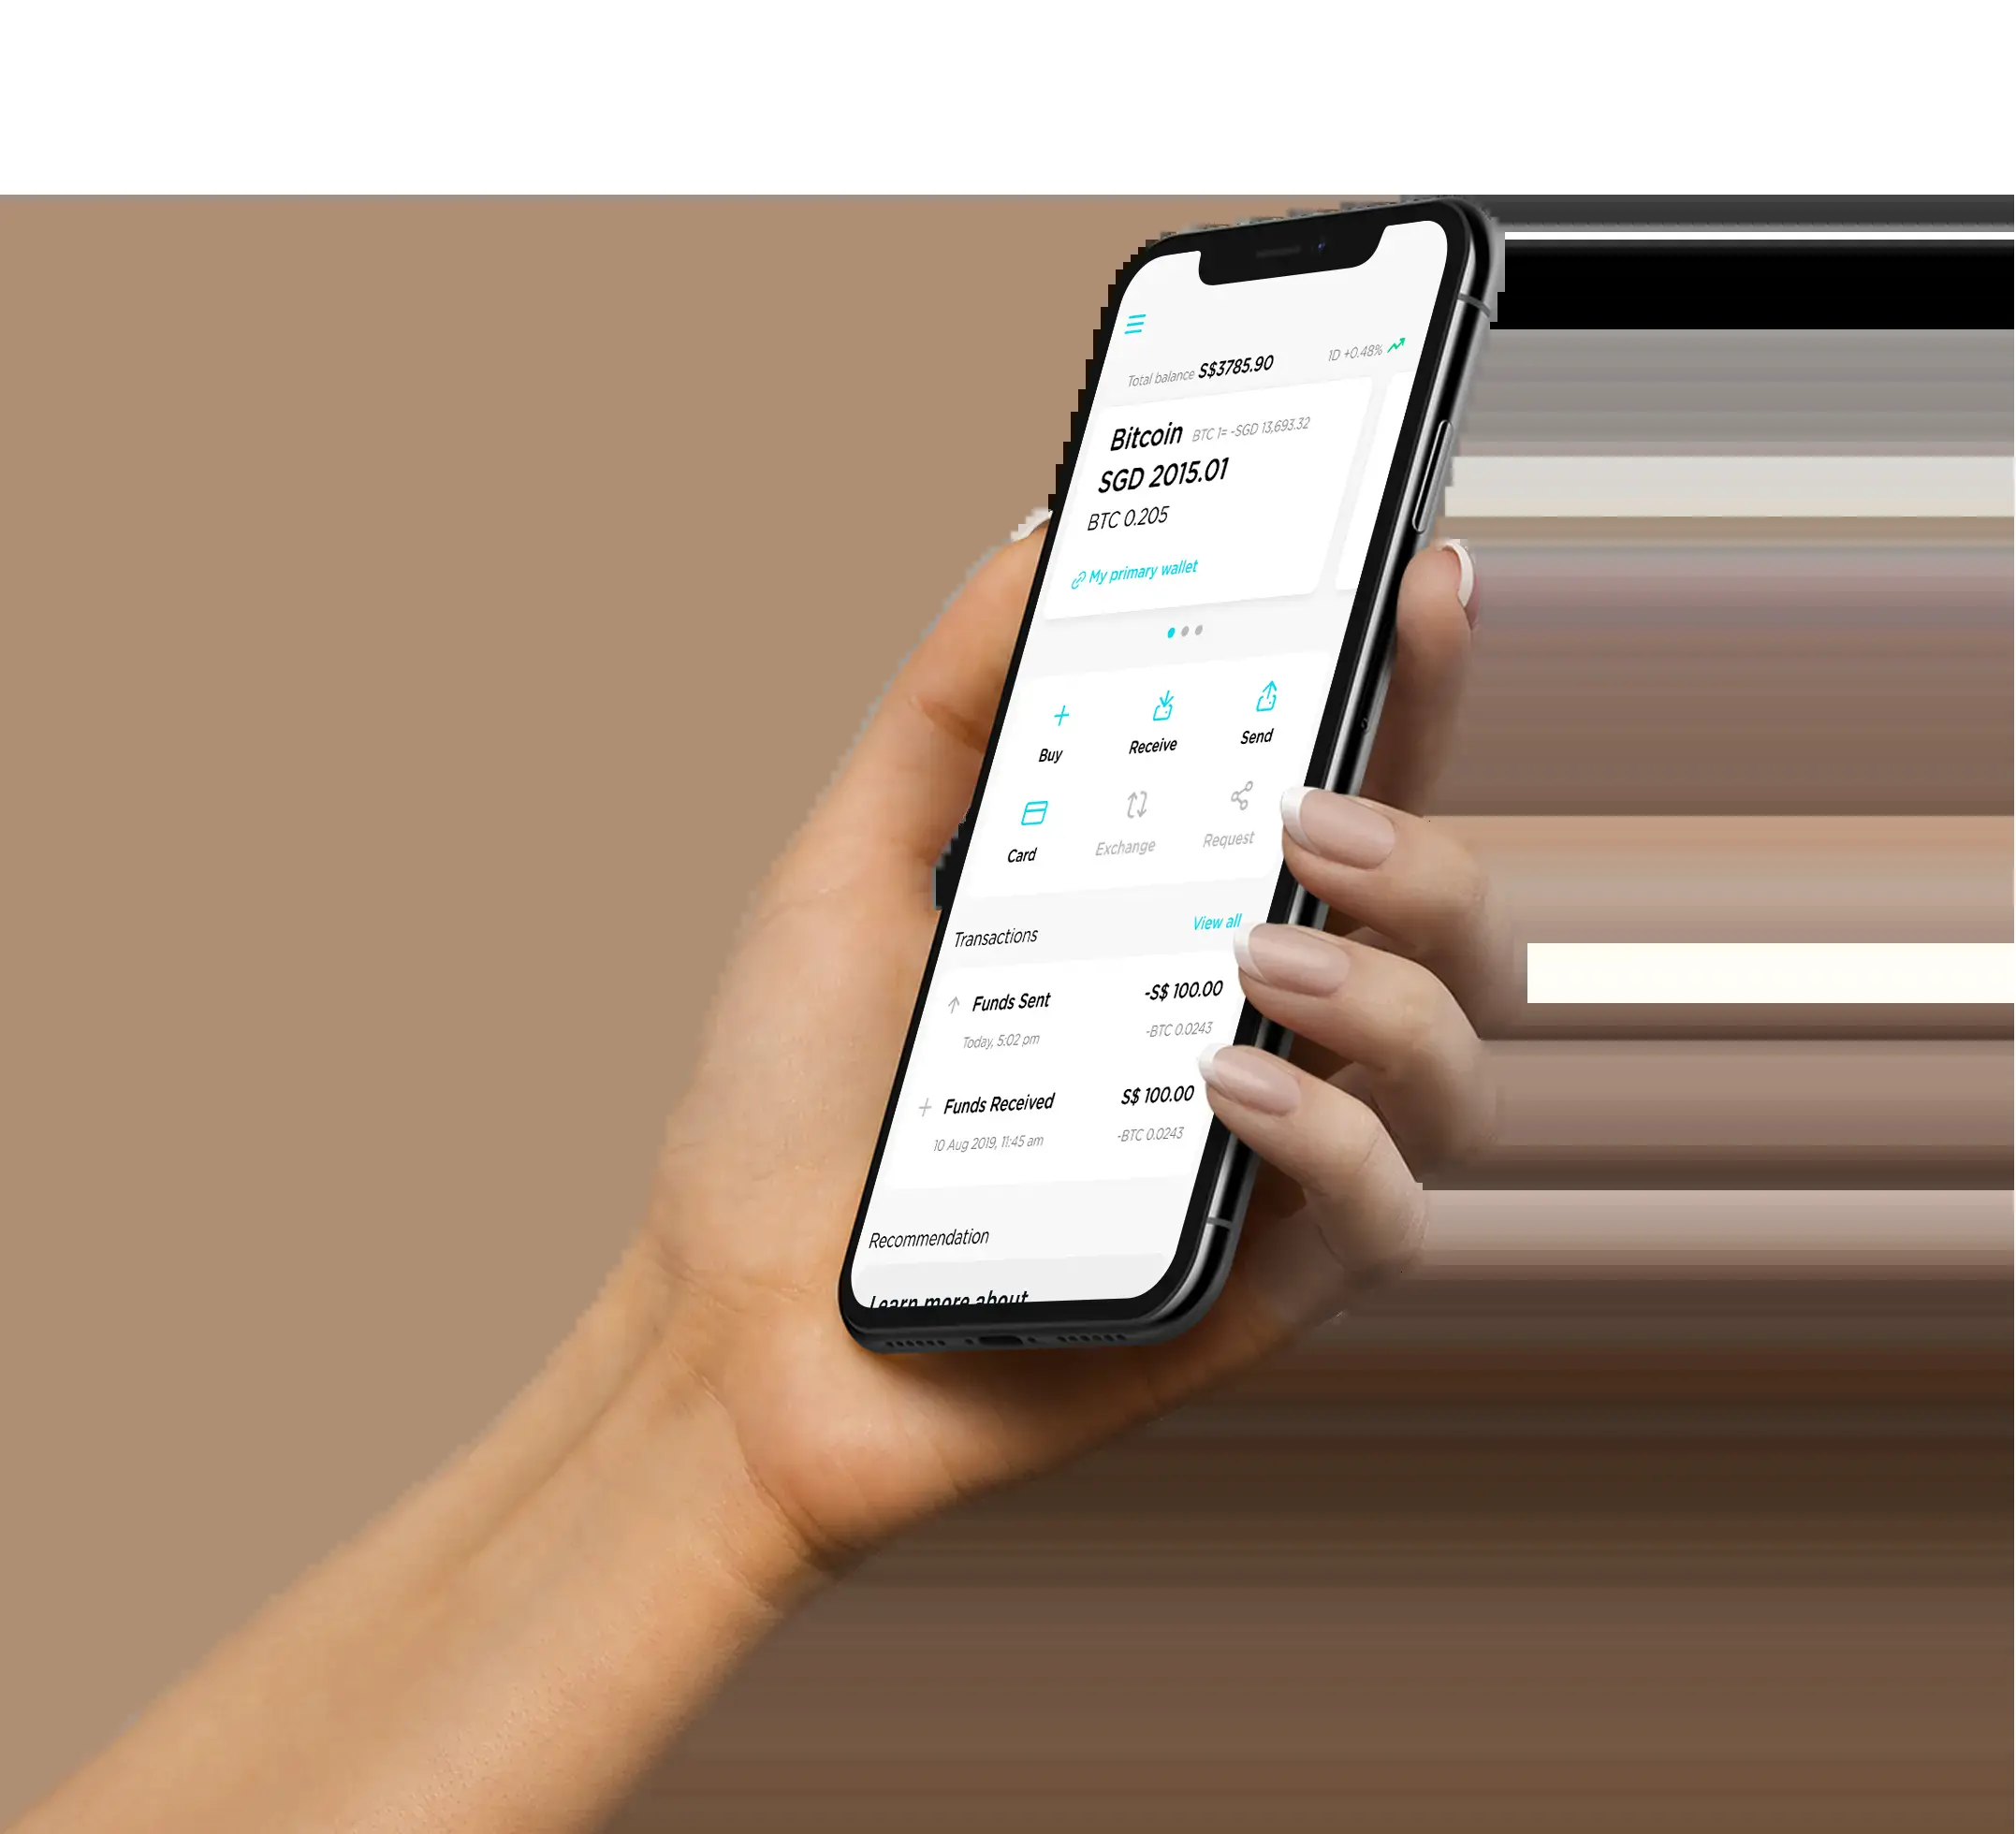 Total balance S$3785.90 1D +0.48%
Bitcoin BTC 1= -SGD 13,693.32
SGD 2015.01
BTC 0.205
My primary wallet
Buy Receive Send
Card Exchange Request
Transactions View all
Funds Sent -S$ 100.00
Today, 5:02 pm -BTC 0.0243
Funds Received S$ 100.00
10 Aug 2019, 11:45 am -BTC 0.0243
Recommendation
Learn more about